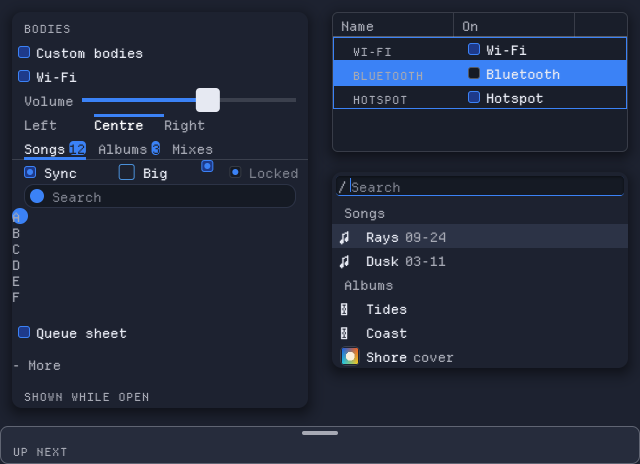 BODIES
Custom bodies
Wi-Fi
Volume
Left Centre Right
Songs 12 Albums 3 Mixes
Sync Big Locked
Search
A
B
C
D
E
F
Queue sheet
- More
SHOWN WHILE OPEN
Name On
WI-FI Wi-Fi
BLUETOOTH Bluetooth
HOTSPOT Hotspot
/ Search
Songs
Rays 09-24
Dusk 03-11
Albums
Tides
Coast
Shore cover
UP NEXT